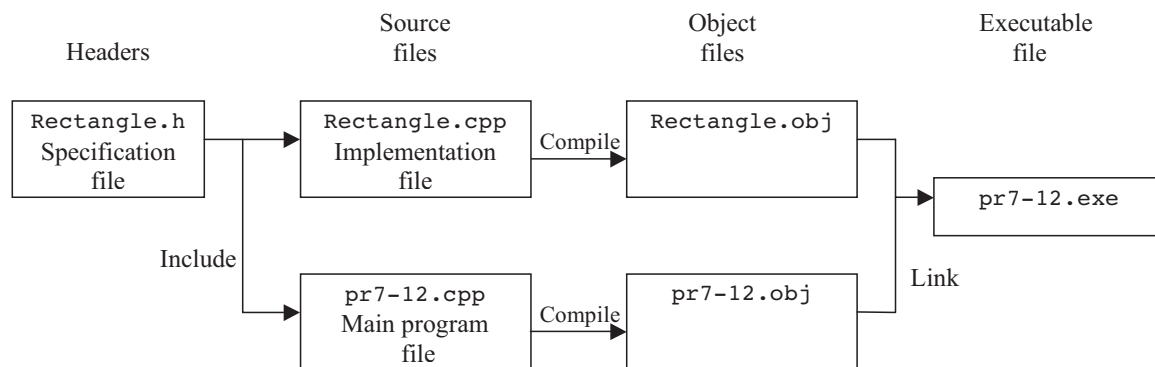 Headers
Source
files
Object
files
Executable
file
Rectangle.h
Specification
file
Rectangle.cpp
Implementation
file
Compile
Rectangle.obj
pr7-12.exe
Include
pr7-12.cpp
Main program
file
Compile
pr7-12.obj
Link